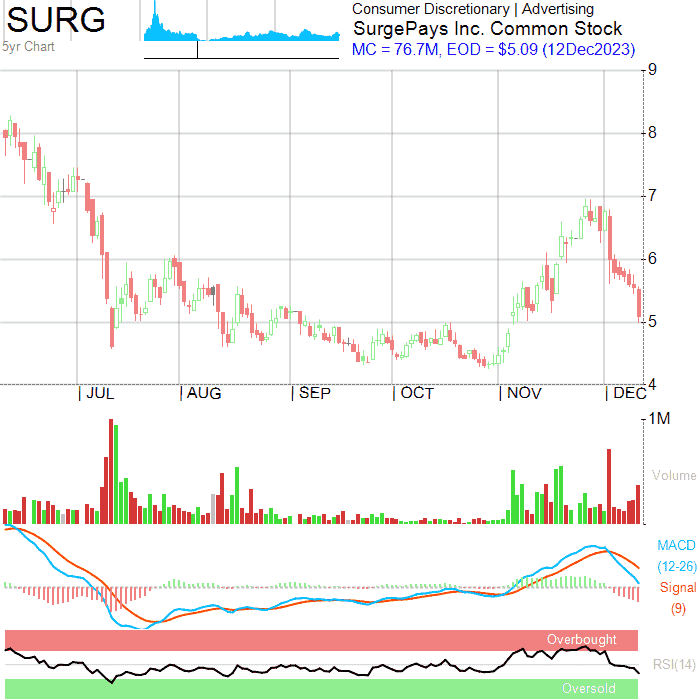 SURG
5yr Chart
Consumer Discretionary | Advertising
SurgePays Inc. Common Stock
MC = 76.7M, EOD = $5.09 (12Dec2023)
9
8
7
6
5
4
| JUL | AUG | SEP | OCT | NOV | DEC
1M
Volume
MACD
(12-26)
Signal
(9)
Overbought
RSI(14)
Oversold